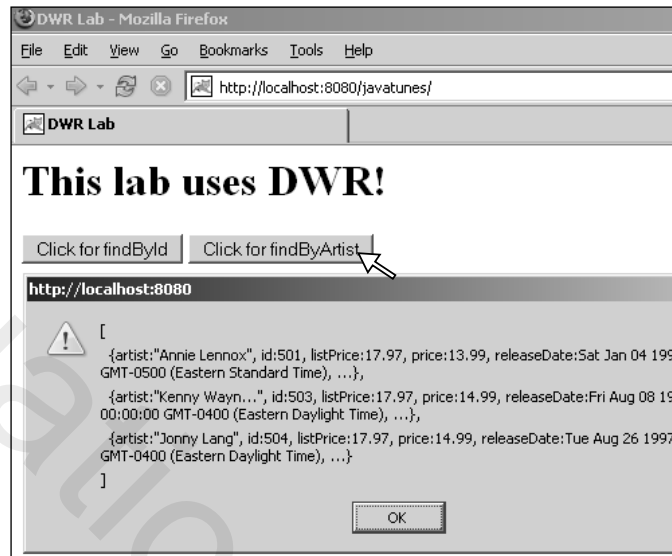 DWR Lab - Mozilla Firefox
File Edit View Go Bookmarks Tools Help
http://localhost:8080/javatunes/
DWR Lab
This lab uses DWR!
Click for findById Click for findByArtist
http://localhost:8080
[
{artist:"Annie Lennox", id:501, listPrice:17.97, price:13.99, releaseDate:Sat Jan 04 199
GMT-0500 (Eastern Standard Time), ...},
{artist:"Kenny Wayn...", id:503, listPrice:17.97, price:14.99, releaseDate:Fri Aug 08 19
00:00:00 GMT-0400 (Eastern Daylight Time), ...},
{artist:"Jonny Lang", id:504, listPrice:17.97, price:14.99, releaseDate:Tue Aug 26 1997
GMT-0400 (Eastern Daylight Time), ...}
]
OK